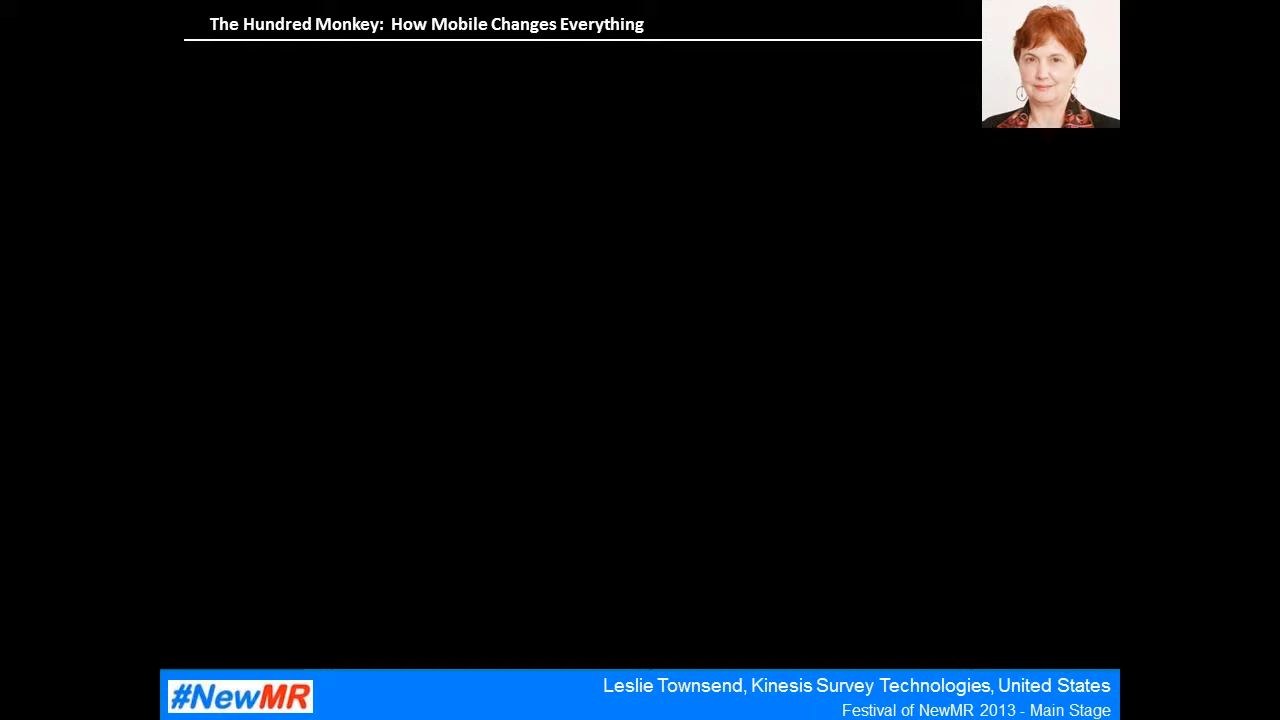 The Hundred Monkey: How Mobile Changes Everything
#NewMR
Leslie Townsend, Kinesis Survey Technologies, United States
Festival of NewMR 2013 - Main Stage